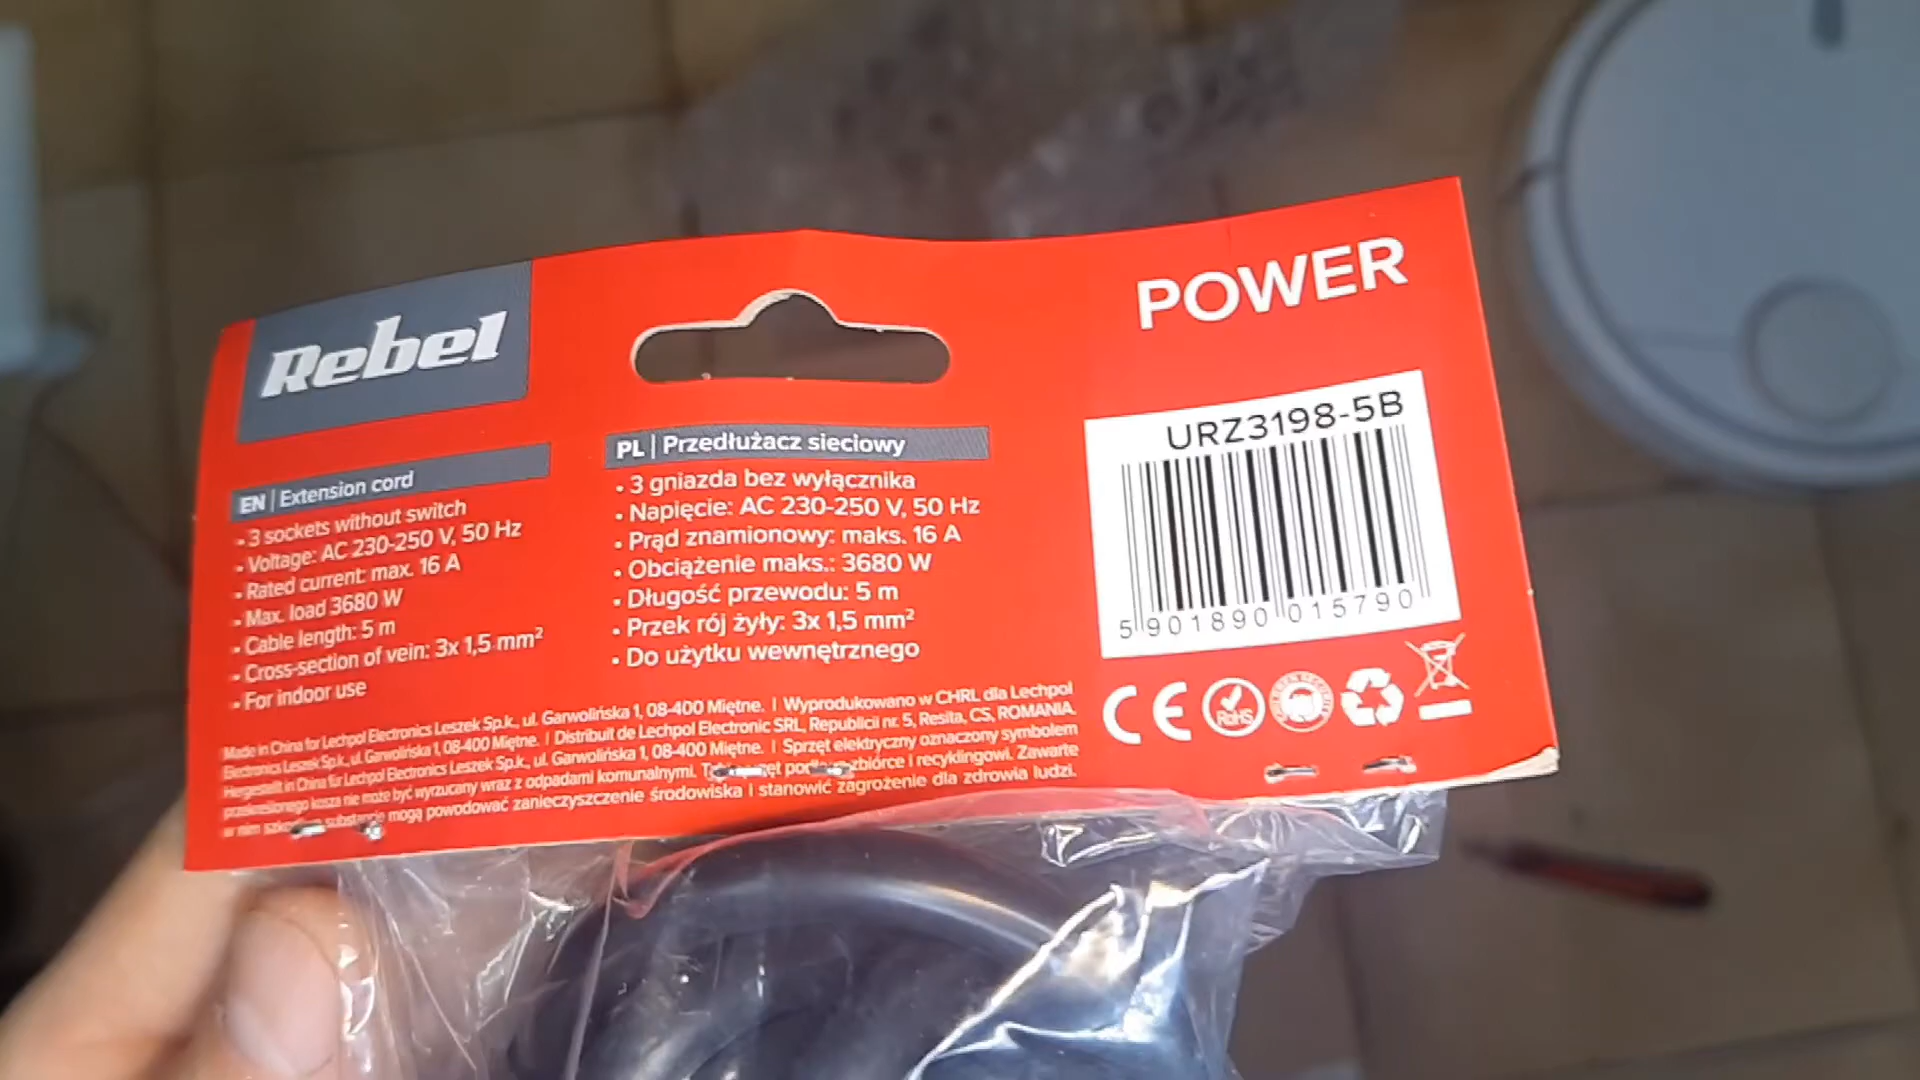 Rebel
POWER
EN | Extension cord
• 3 sockets without switch
• Voltage: AC 230-250 V, 50 Hz
• Rated current: max. 16 A
• Max. load 3680 W
• Cable length: 5 m
• Cross-section of vein: 3x 1,5 mm²
• For indoor use
PL | Przedłużacz sieciowy
• 3 gniazda bez wyłącznika
• Napięcie: AC 230-250 V, 50 Hz
• Prąd znamionowy: maks. 16 A
• Obciążenie maks.: 3680 W
• Długość przewodu: 5 m
• Przek rój żyły: 3x 1,5 mm²
• Do użytku wewnętrznego
URZ3198-5B
5 901890 015790
CE
RoHS
Made in China for Lechpol Electronics Leszek Sp.k., ul. Garwolińska 1, 08-400 Miętne. | Wyprodukowano w CHRL dla Lechpol
Electronics Leszek Sp.k., ul. Garwolińska 1, 08-400 Miętne. | Distribuit de Lechpol Electronic SRL, Republicii nr. 5, Resita, CS, ROMANIA.
Hergestellt in China für Lechpol Electronics Leszek Sp.k., ul. Garwolińska 1, 08-400 Miętne. | Sprzęt elektryczny oznaczony symbolem
przekreślonego kosza nie może być wyrzucany wraz z odpadami komunalnymi. zbiórce i recyklingowi. Zawarte
w nim substancje mogą powodować zanieczyszczenie środowiska i stanowić zagrożenie dla zdrowia ludzi.